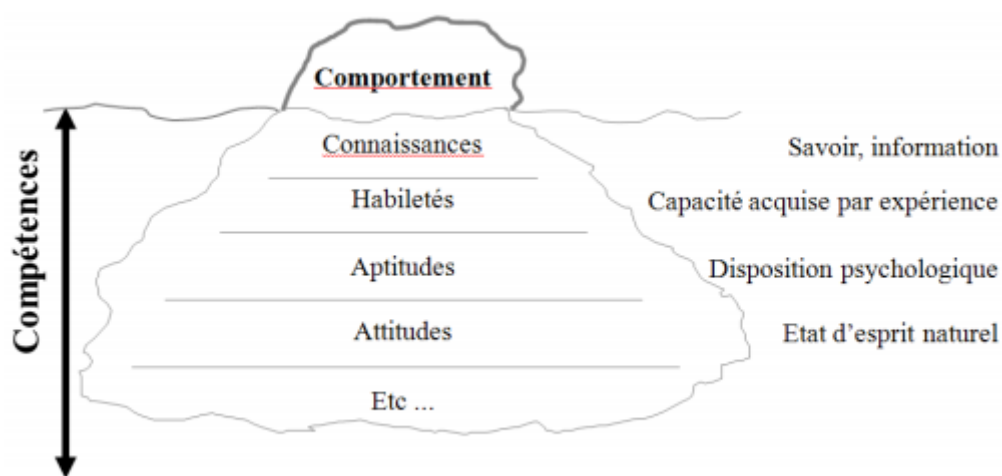 Comportement
Connaissances
Savoir, information
Habiletés
Capacité acquise par expérience
Aptitudes
Disposition psychologique
Attitudes
Etat d’esprit naturel
Etc ...
Compétences